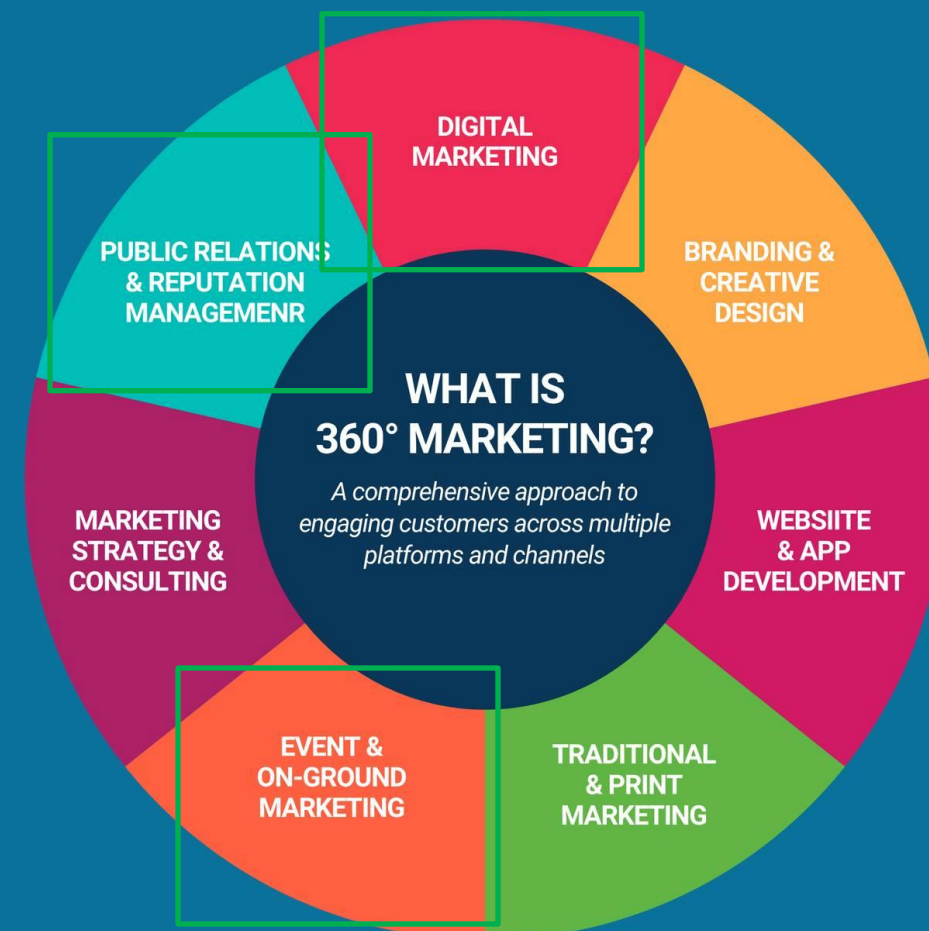 DIGITAL
MARKETING
BRANDING &
CREATIVE
DESIGN
WEBSIITE
& APP
DEVELOPMENT
TRADITIONAL
& PRINT
MARKETING
EVENT &
ON-GROUND
MARKETING
MARKETING
STRATEGY &
CONSULTING
PUBLIC RELATIONS
& REPUTATION
MANAGEMENR
WHAT IS
360° MARKETING?
A comprehensive approach to
engaging customers across multiple
platforms and channels